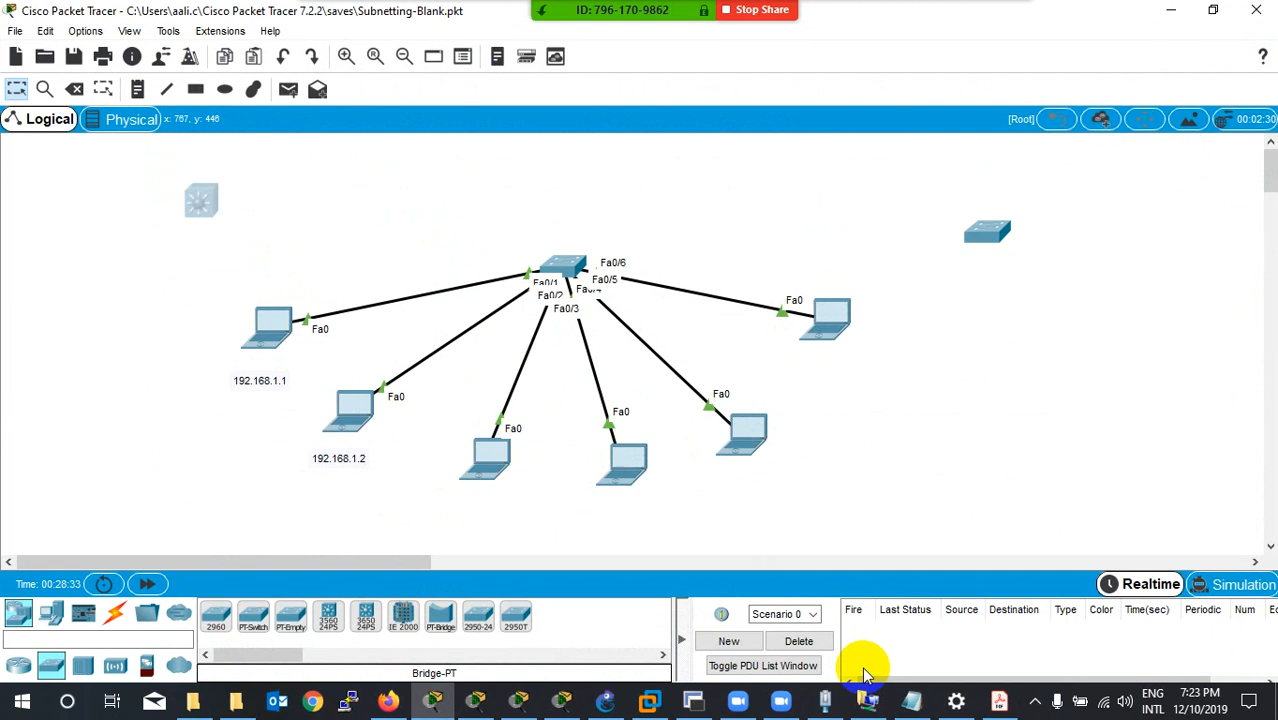 Cisco Packet Tracer - C:\Users\aali.c\Cisco Packet Tracer 7.2.2\saves\Subnetting-Blank.pkt
ID: 796-170-9862
Stop Share
File Edit Options View Tools Extensions Help
Logical
Physical
x: 767, y: 446
[Root]
00:02:30
Fa0/6
Fa0/5
Fa0/1
Fa0/2
Fa0/3
Fa0
Fa0
Fa0
Fa0
Fa0
Fa0
192.168.1.1
192.168.1.2
Time: 00:28:33
Realtime
Simulation
2960
PT-Switch
PT-Empty
3560
24PS
3650
24PS
IE 2000
PT-Bridge
2950-24
2950T
Bridge-PT
Scenario 0
New
Delete
Toggle PDU List Window
Fire Last Status Source Destination Type Color Time(sec) Periodic Num
ENG
INTL
7:23 PM
12/10/2019